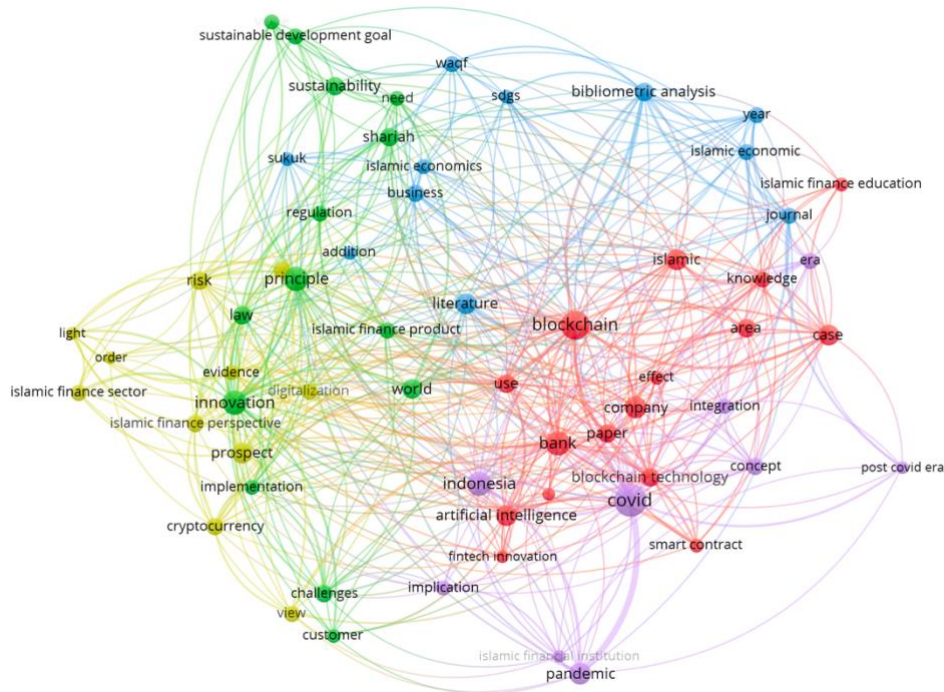 sustainable development goal
waqf
sustainability
bibliometric analysis
need
sdgs
year
shariah
sukuk
islamic economics
islamic economic
business
islamic finance education
regulation
journal
addition
islamic
era
risk
principle
knowledge
literature
law
islamic finance product
blockchain
area
case
light
order
evidence
effect
islamic finance sector
innovation
digitalization
world
use
company
integration
islamic finance perspective
paper
prospect
bank
implementation
indonesia
blockchain technology
concept
post covid era
covid
cryptocurrency
artificial intelligence
fintech innovation
smart contract
challenges
implication
view
customer
islamic financial institution
pandemic